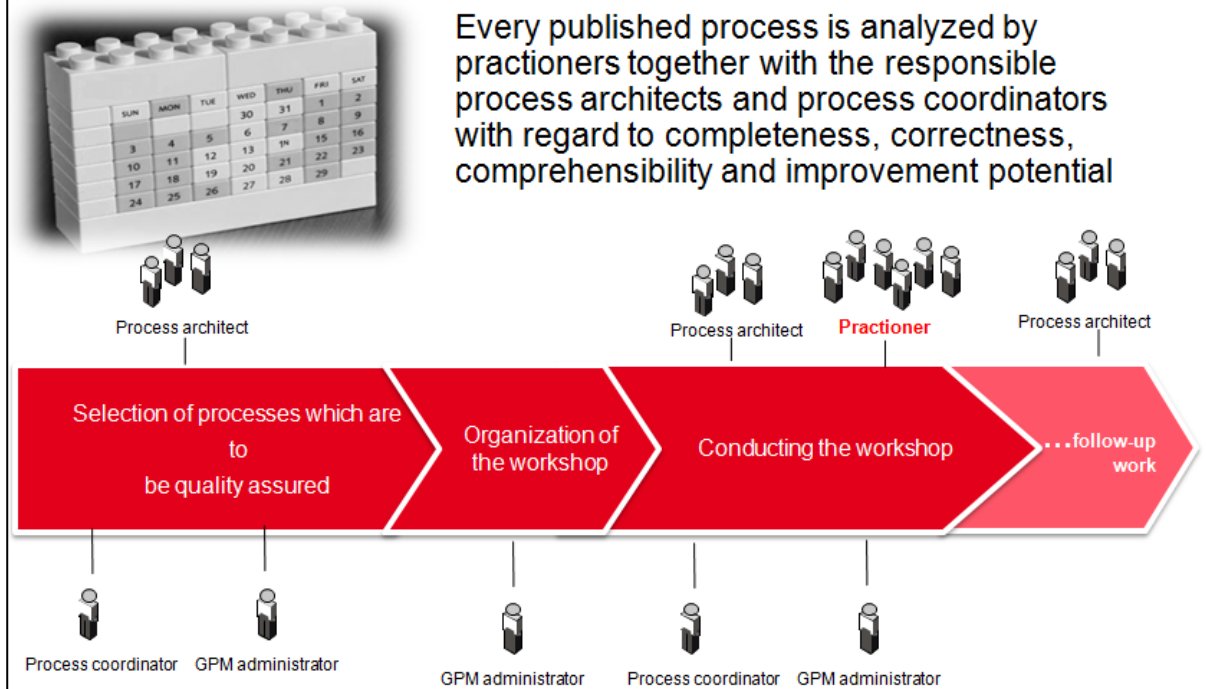 SUN MON TUE WED THU FRI SAT
30 31 1 2
3 4 5 6 7 8 9
10 11 12 13 15 16
17 18 19 20 21 22 23
24 25 26 27 28 29
Every published process is analyzed by
practioners together with the responsible
process architects and process coordinators
with regard to completeness, correctness,
comprehensibility and improvement potential
Process architect
Process architect
Practioner
Process architect
Selection of processes which are
to
be quality assured
Organization of
the workshop
Conducting the workshop
...follow-up
work
Process coordinator
GPM administrator
GPM administrator
Process coordinator
GPM administrator